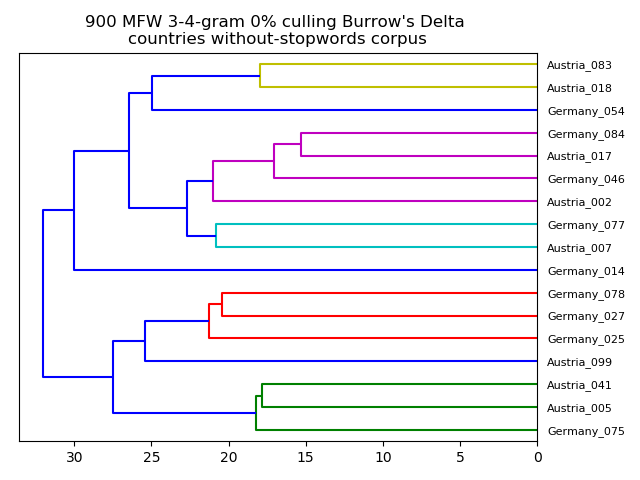 900 MFW 3-4-gram 0% culling Burrow's Delta
countries without-stopwords corpus
Austria_083
Austria_018
Germany_054
Germany_084
Austria_017
Germany_046
Austria_002
Germany_077
Austria_007
Germany_014
Germany_078
Germany_027
Germany_025
Austria_099
Austria_041
Austria_005
Germany_075
30 25 20 15 10 5 0